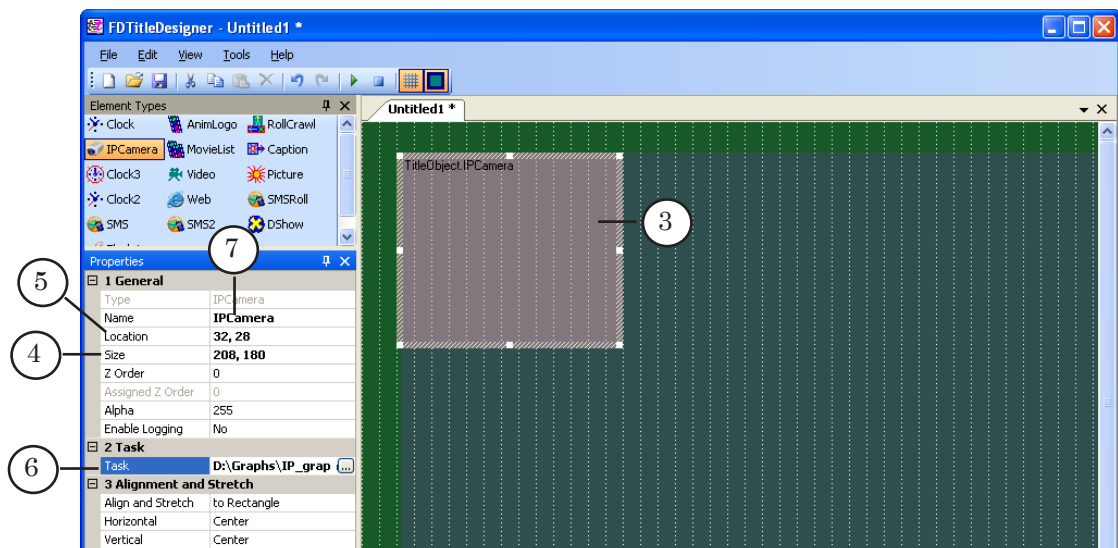 FDTitleDesigner - Untitled1 *
File Edit View Tools Help
Element Types
Untitled1 *
Clock AnimLogo RollCrawl
IPCamera MovieList Caption
Clock3 Video Picture
Clock2 Web SMSRoll
SMS SMS2 DShow
TitleObject.IPCamera
3
7
Properties
5
1 General
Type IPCamera
Name IPCamera
Location 32, 28
4
Size 208, 180
Z Order 0
Assigned Z Order 0
Alpha 255
Enable Logging No
2 Task
6
Task D:\Graphs\IP_grap ...
3 Alignment and Stretch
Align and Stretch to Rectangle
Horizontal Center
Vertical Center